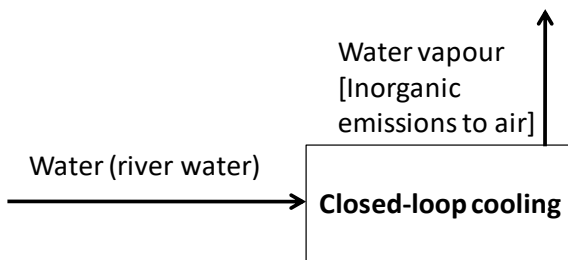 Water vapour
[Inorganic
emissions to air]
Water (river water)
Closed-loop cooling